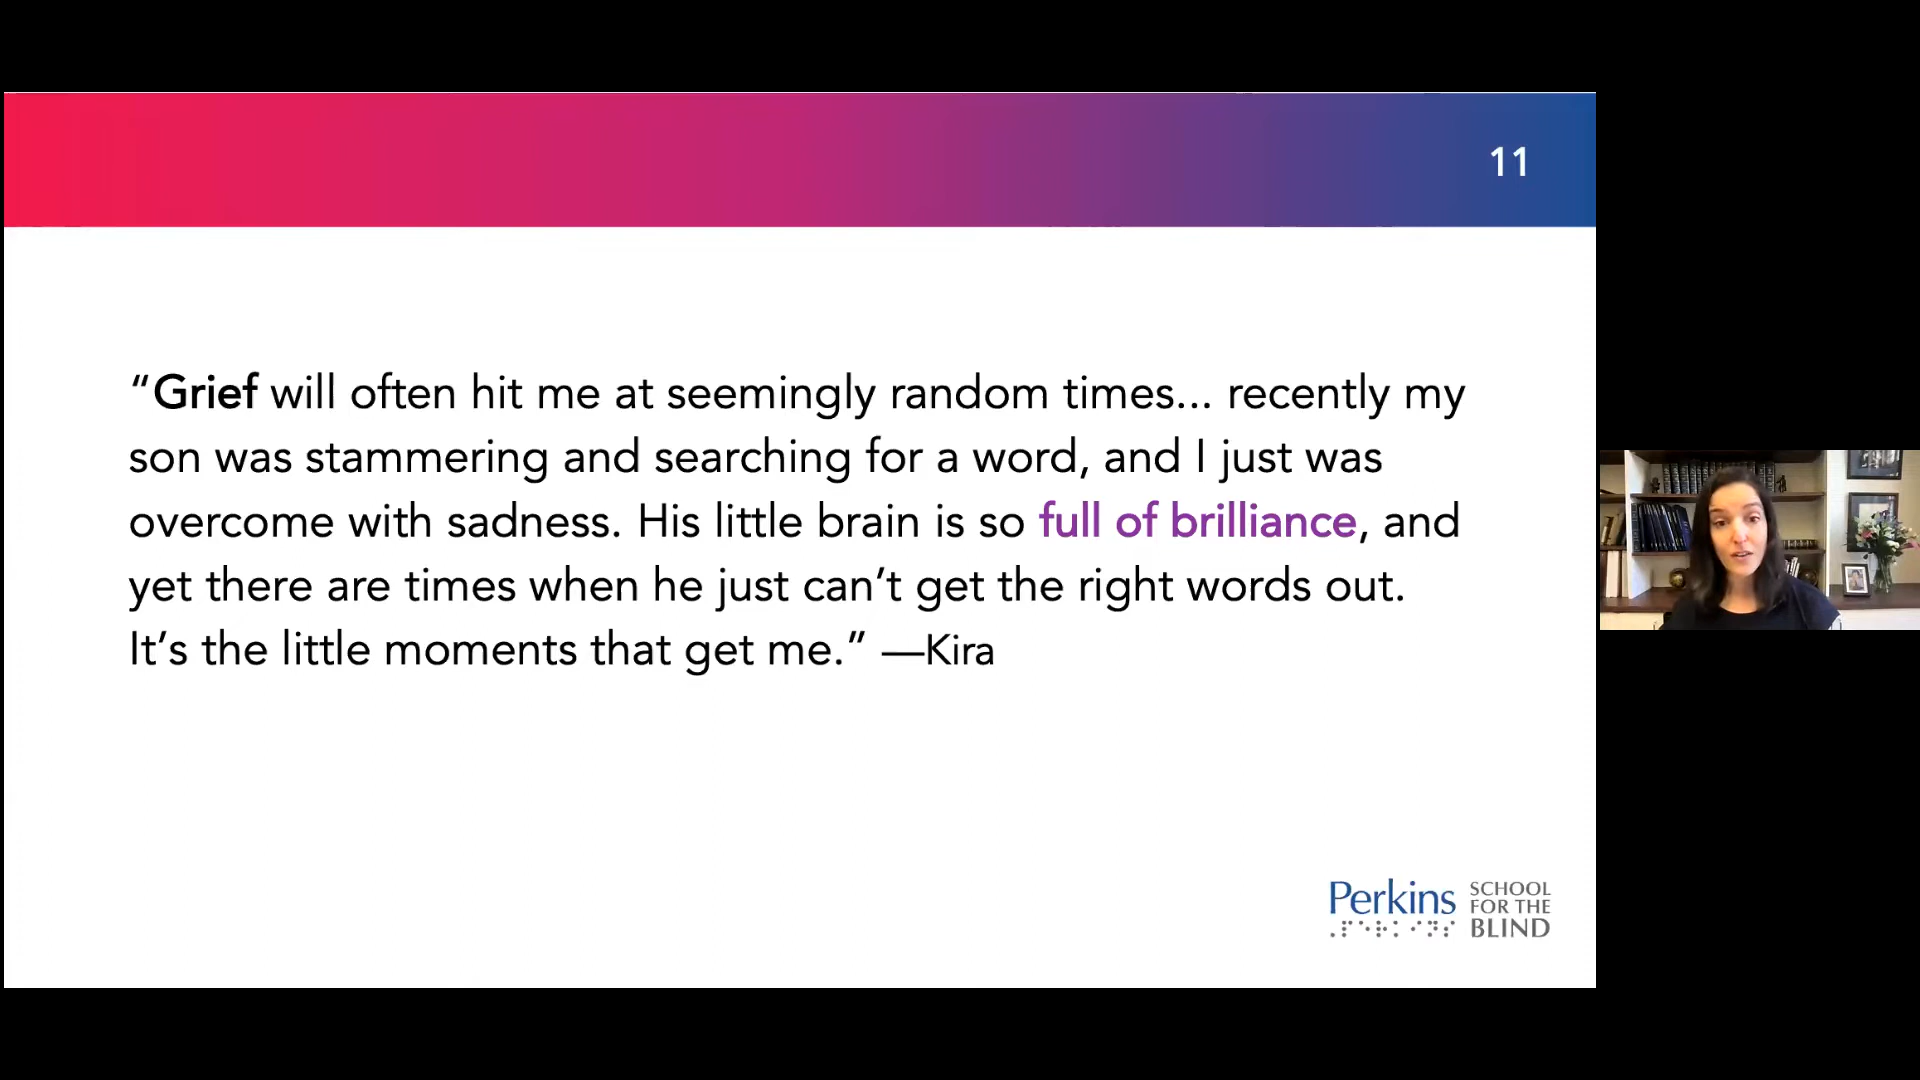 11
“Grief will often hit me at seemingly random times... recently my
son was stammering and searching for a word, and I just was
overcome with sadness. His little brain is so full of brilliance, and
yet there are times when he just can’t get the right words out.
It’s the little moments that get me.” —Kira
Perkins
SCHOOL
FOR THE
BLIND
⠠⠏⠑⠗⠅⠊⠝⠎